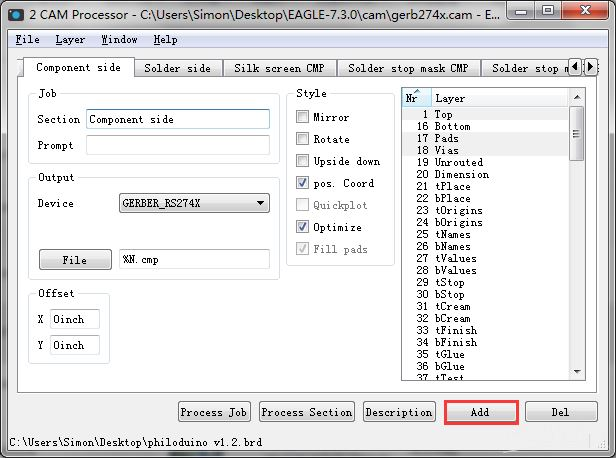 2 CAM Processor - C:\Users\Simon\Desktop\EAGLE-7.3.0\cam\gerb274x.cam - E...
File Layer Window Help
Component side
Solder side
Silk screen CMP
Solder stop mask CMP
Solder stop m
Job
Section Component side
Prompt
Output
Device GERBER_RS274X
File %N.cmp
Offset
X 0inch
Y 0inch
Style
Mirror
Rotate
Upside down
pos. Coord
Quickplot
Optimize
Fill pads
Nr Layer
1 Top
16 Bottom
17 Pads
18 Vias
19 Unrouted
20 Dimension
21 tPlace
22 bPlace
23 tOrigins
24 bOrigins
25 tNames
26 bNames
27 tValues
28 bValues
29 tStop
30 bStop
31 tCream
32 bCream
33 tFinish
34 bFinish
35 tGlue
36 bGlue
37 tTest
Process Job
Process Section
Description
Add
Del
C:\Users\Simon\Desktop\philoduino v1.2.brd